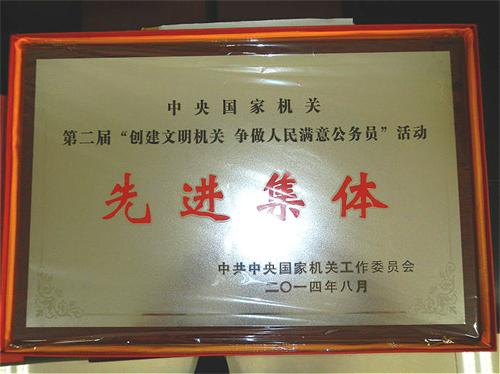 中央国家机关
第二届“创建文明机关 争做人民满意公务员”活动
先进集体
中共中央国家机关工作委员会
二〇一四年八月